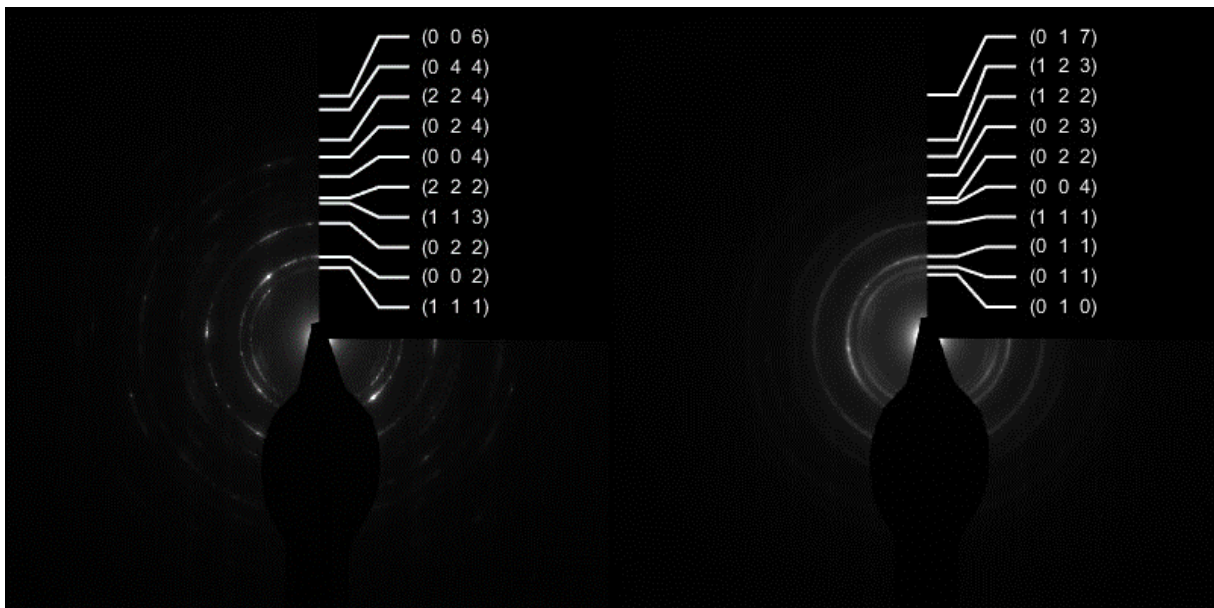 (0 0 6)
(0 4 4)
(2 2 4)
(0 2 4)
(0 0 4)
(2 2 2)
(1 1 3)
(0 2 2)
(0 0 2)
(1 1 1)
(0 1 7)
(1 2 3)
(1 2 2)
(0 2 3)
(0 2 2)
(0 0 4)
(1 1 1)
(0 1 1)
(0 1 1)
(0 1 0)